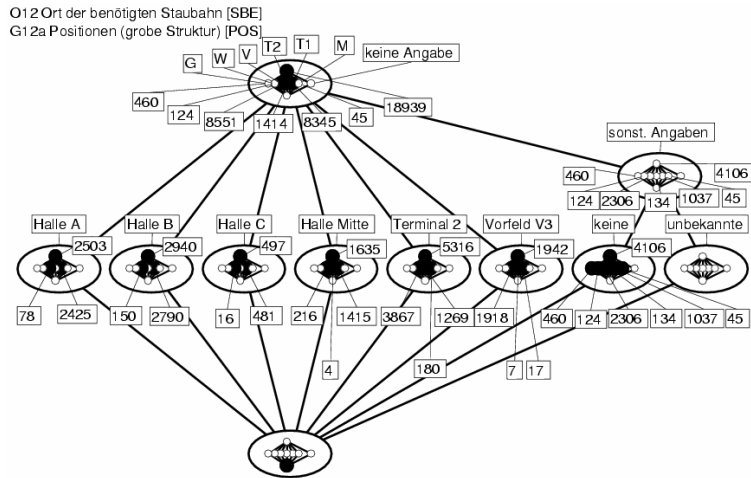 O12 Ort der benötigten Staubahn [SBE]
G12a Positionen (grobe Struktur) [POS]
G W V T2 T1 M keine Angabe
460 124 8551 1414 8345 45 18939
sonst. Angaben
460 4106
124 2306 134 1037 45
Halle A Halle B Halle C Halle Mitte Terminal 2 Vorfeld V3 keine unbekannte
2503 2940 497 1635 5316 1942 4106
78 2425 150 2790 16 481 216 1415 3867 1269 1918 460 124 2306 134 1037 45
4 180 7 17